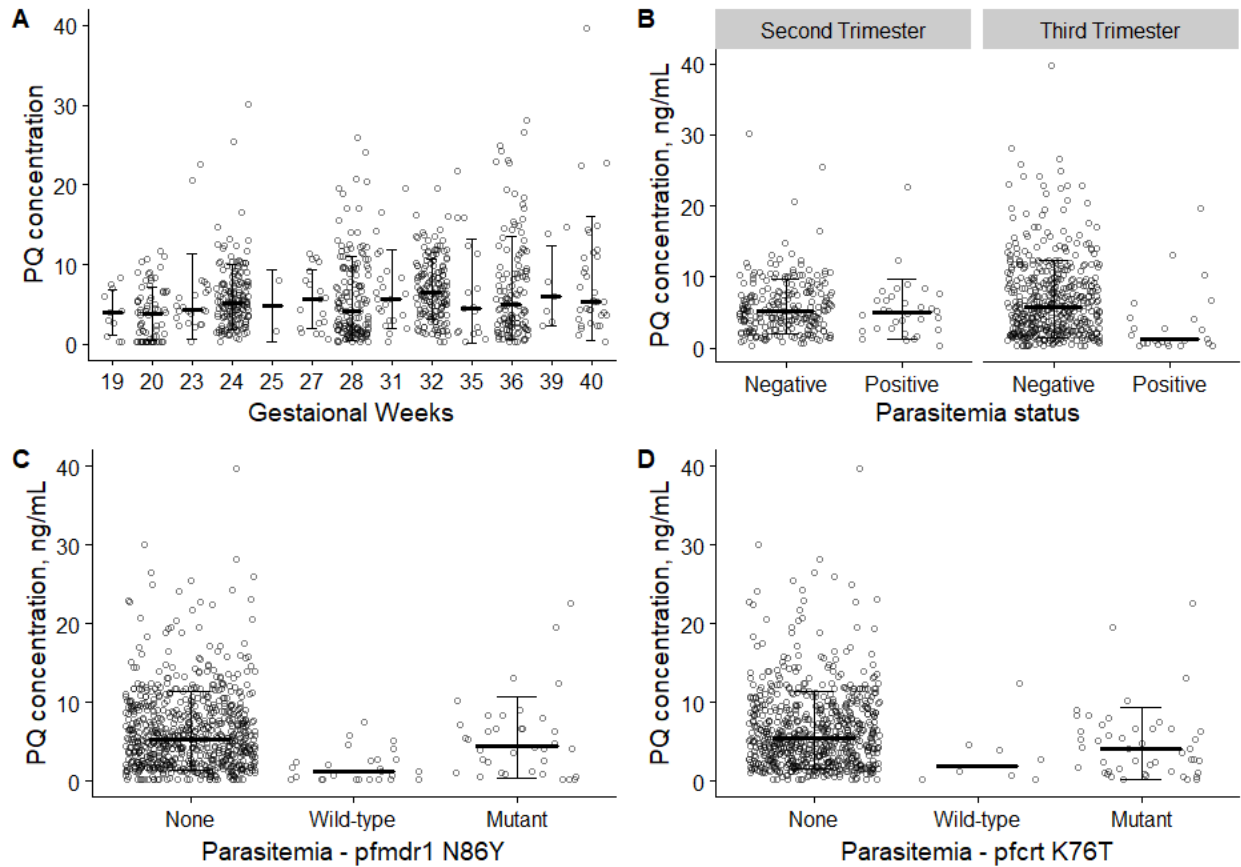 A
PQ concentration
40
30
20
10
0
19 20 23 24 25 27 28 31 32 35 36 39 40
Gestaional Weeks
B
Second Trimester Third Trimester
PQ concentration, ng/mL
40
30
20
10
0
Negative Positive Negative Positive
Parasitemia status
C
PQ concentration, ng/mL
40
30
20
10
0
None Wild-type Mutant
Parasitemia - pfmdr1 N86Y
D
PQ concentration, ng/mL
40
30
20
10
0
None Wild-type Mutant
Parasitemia - pfcrt K76T